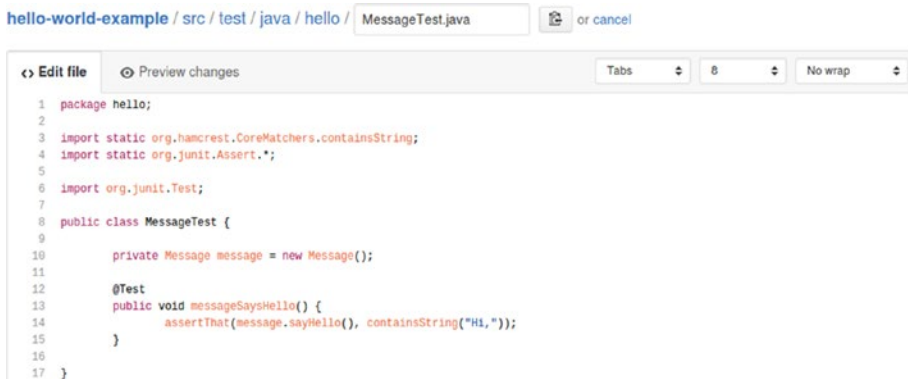 hello-world-example / src / test / java / hello / MessageTest.java or cancel
<> Edit file Preview changes Tabs 8 No wrap
1 package hello;
2
3 import static org.hamcrest.CoreMatchers.containsString;
4 import static org.junit.Assert.*;
5
6 import org.junit.Test;
7
8 public class MessageTest {
9
10 private Message message = new Message();
11
12 @Test
13 public void messageSaysHello() {
14 assertThat(message.sayHello(), containsString("Hi,"));
15 }
16
17 }